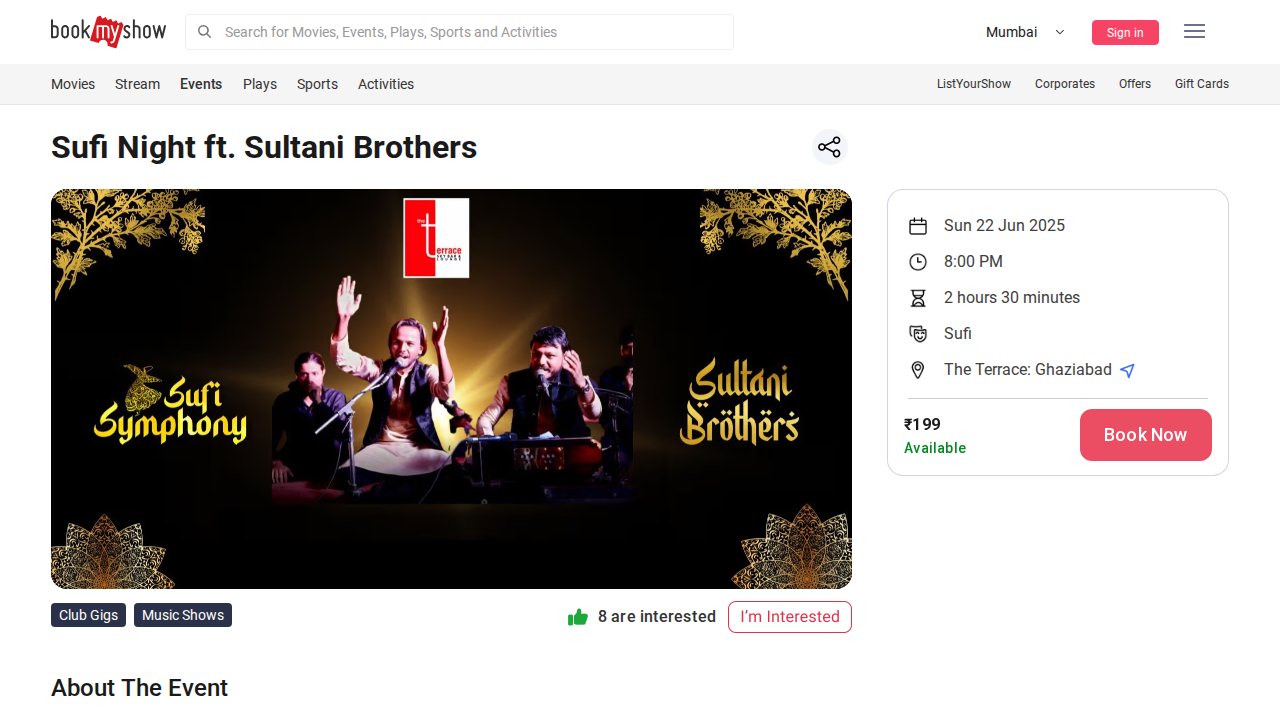 bookmyshow
Search for Movies, Events, Plays, Sports and Activities
Mumbai
Sign in
Movies
Stream
Events
Plays
Sports
Activities
ListYourShow
Corporates
Offers
Gift Cards
Sufi Night ft. Sultani Brothers
the
terrace
SKY BAR &
LOUNGE
Sufi
Symphony
Sultani
Brothers
Sun 22 Jun 2025
8:00 PM
2 hours 30 minutes
Sufi
The Terrace: Ghaziabad
₹199
Available
Book Now
Club Gigs
Music Shows
8 are interested
I'm Interested
About The Event